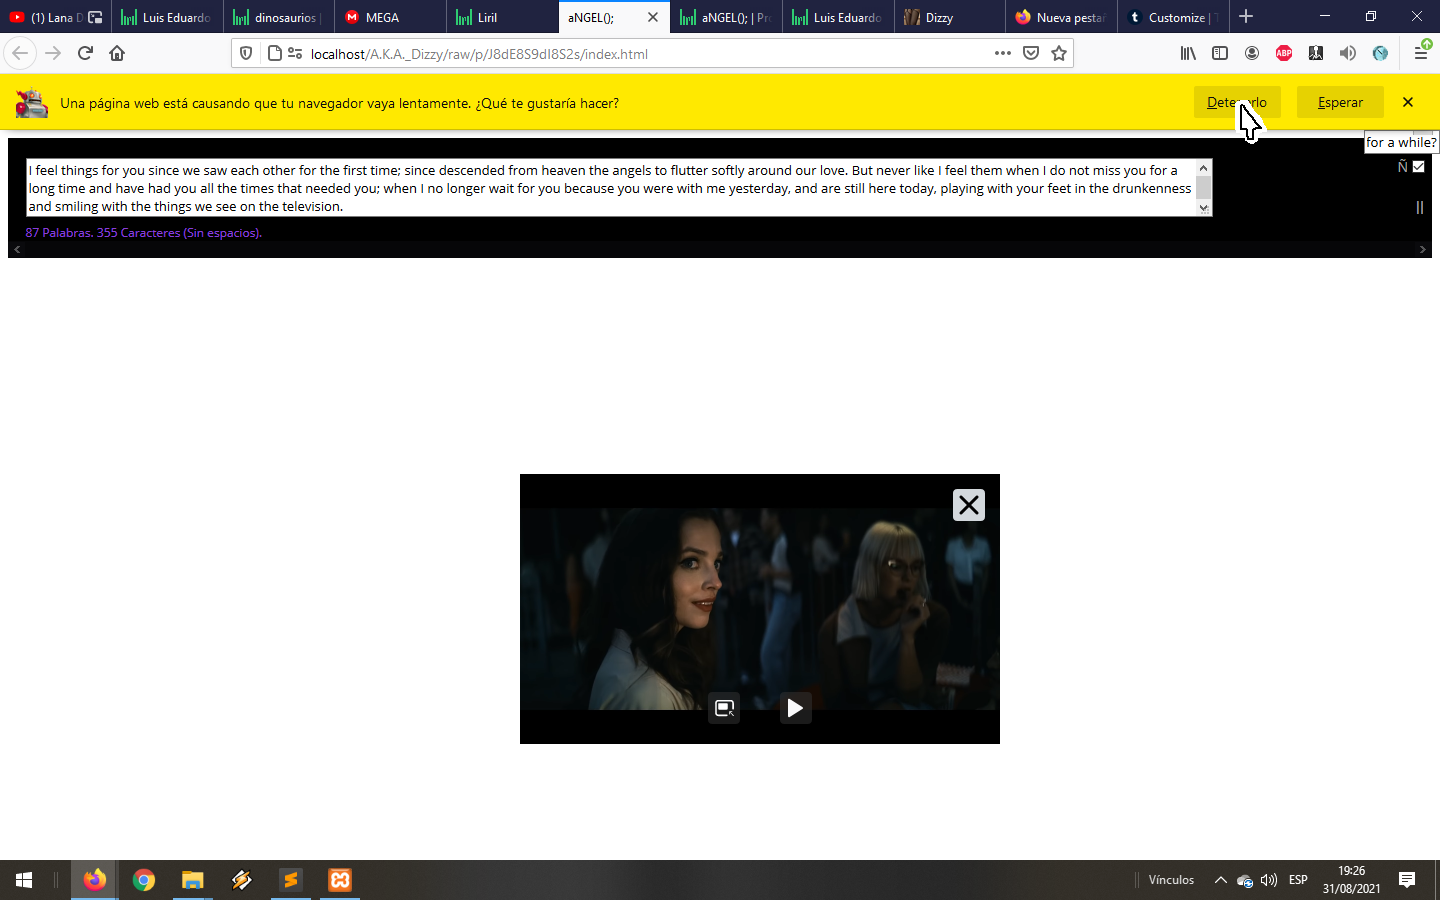 (1) Lana D
Luis Eduardo
dinosaurios |
MEGA
Liril
aNGEL();
aNGEL(); | Pro
Luis Eduardo
Dizzy
Nueva pestañ
Customize | T
localhost/A.K.A._Dizzy/raw/p/J8dE8S9dI8S2s/index.html
ABP
Una página web está causando que tu navegador vaya lentamente. ¿Qué te gustaría hacer?
Detenerlo
Esperar
for a while?
I feel things for you since we saw each other for the first time; since descended from heaven the angels to flutter softly around our love. But never like I feel them when I do not miss you for a
long time and have had you all the times that needed you; when I no longer wait for you because you were with me yesterday, and are still here today, playing with your feet in the drunkenness
and smiling with the things we see on the television.
Ñ
87 Palabras. 355 Caracteres (Sin espacios).
Vínculos
ESP
19:26
31/08/2021